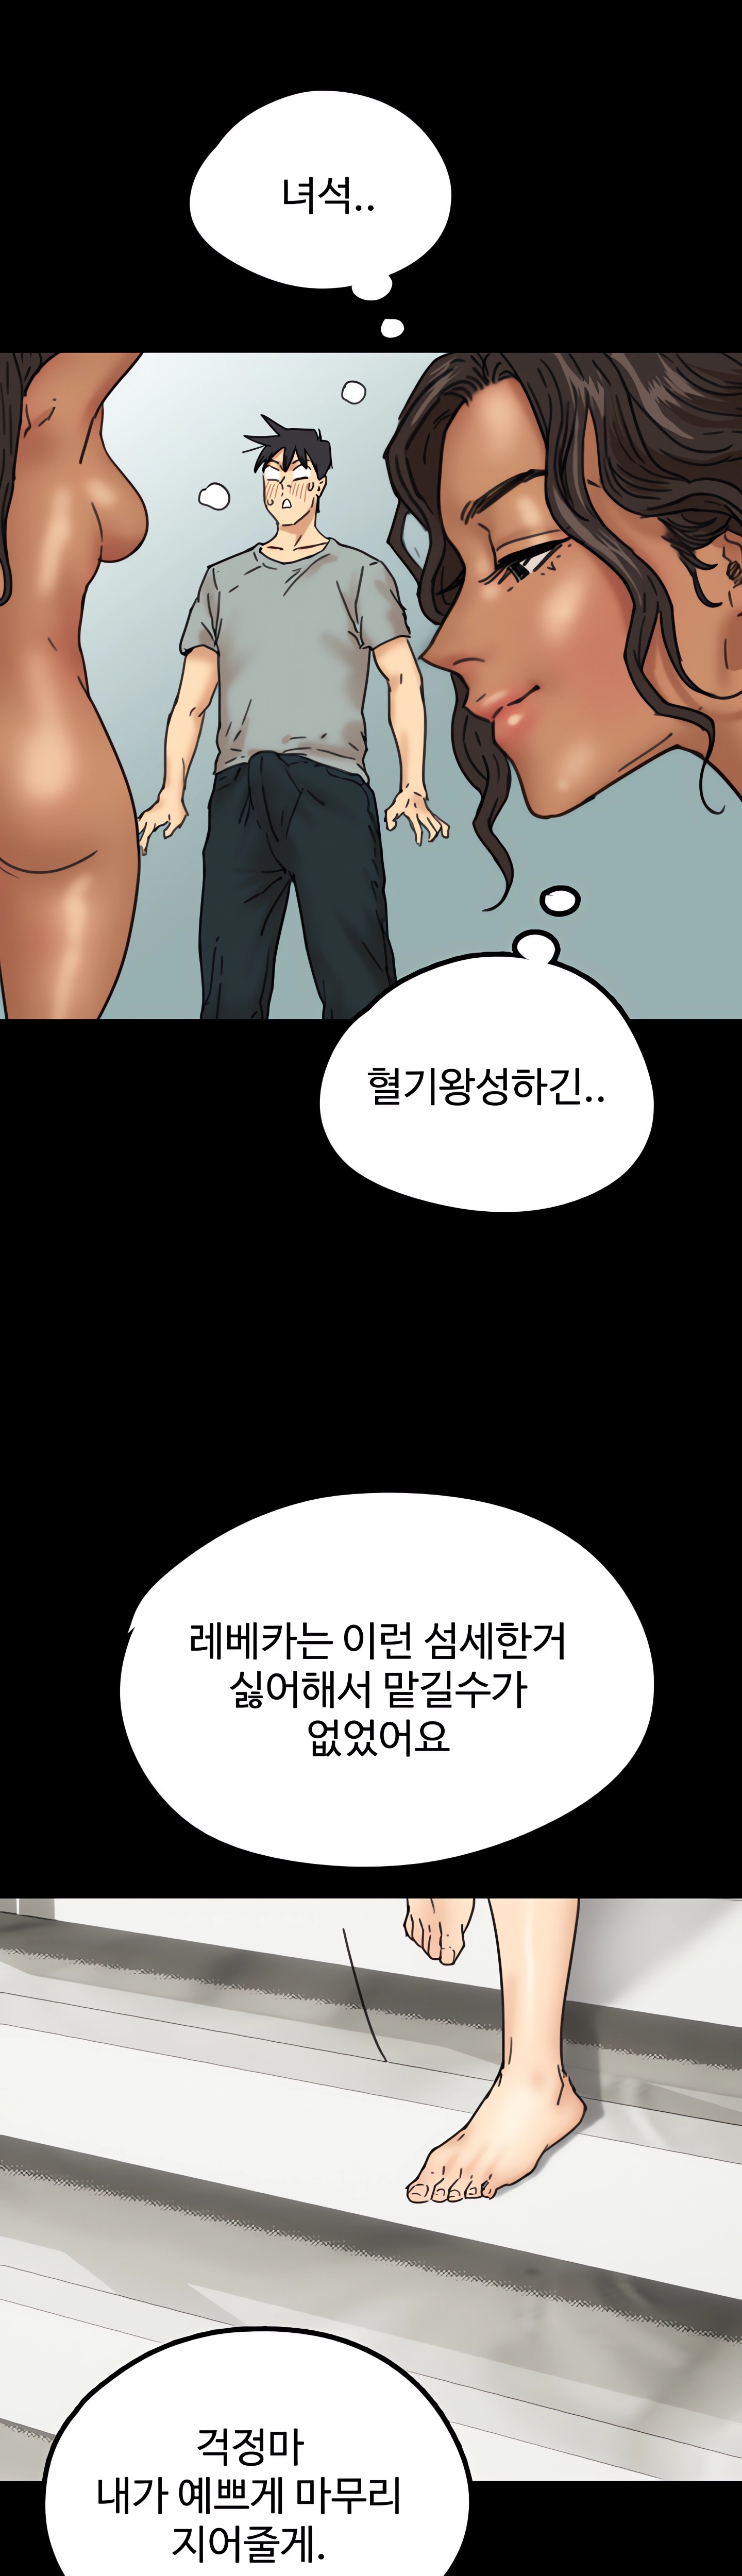 녀석..
혈기왕성하긴..
레베카는 이런 섬세한거
싫어해서 맡길수가
없었어요
걱정마
내가 예쁘게 마무리
지어줄게.